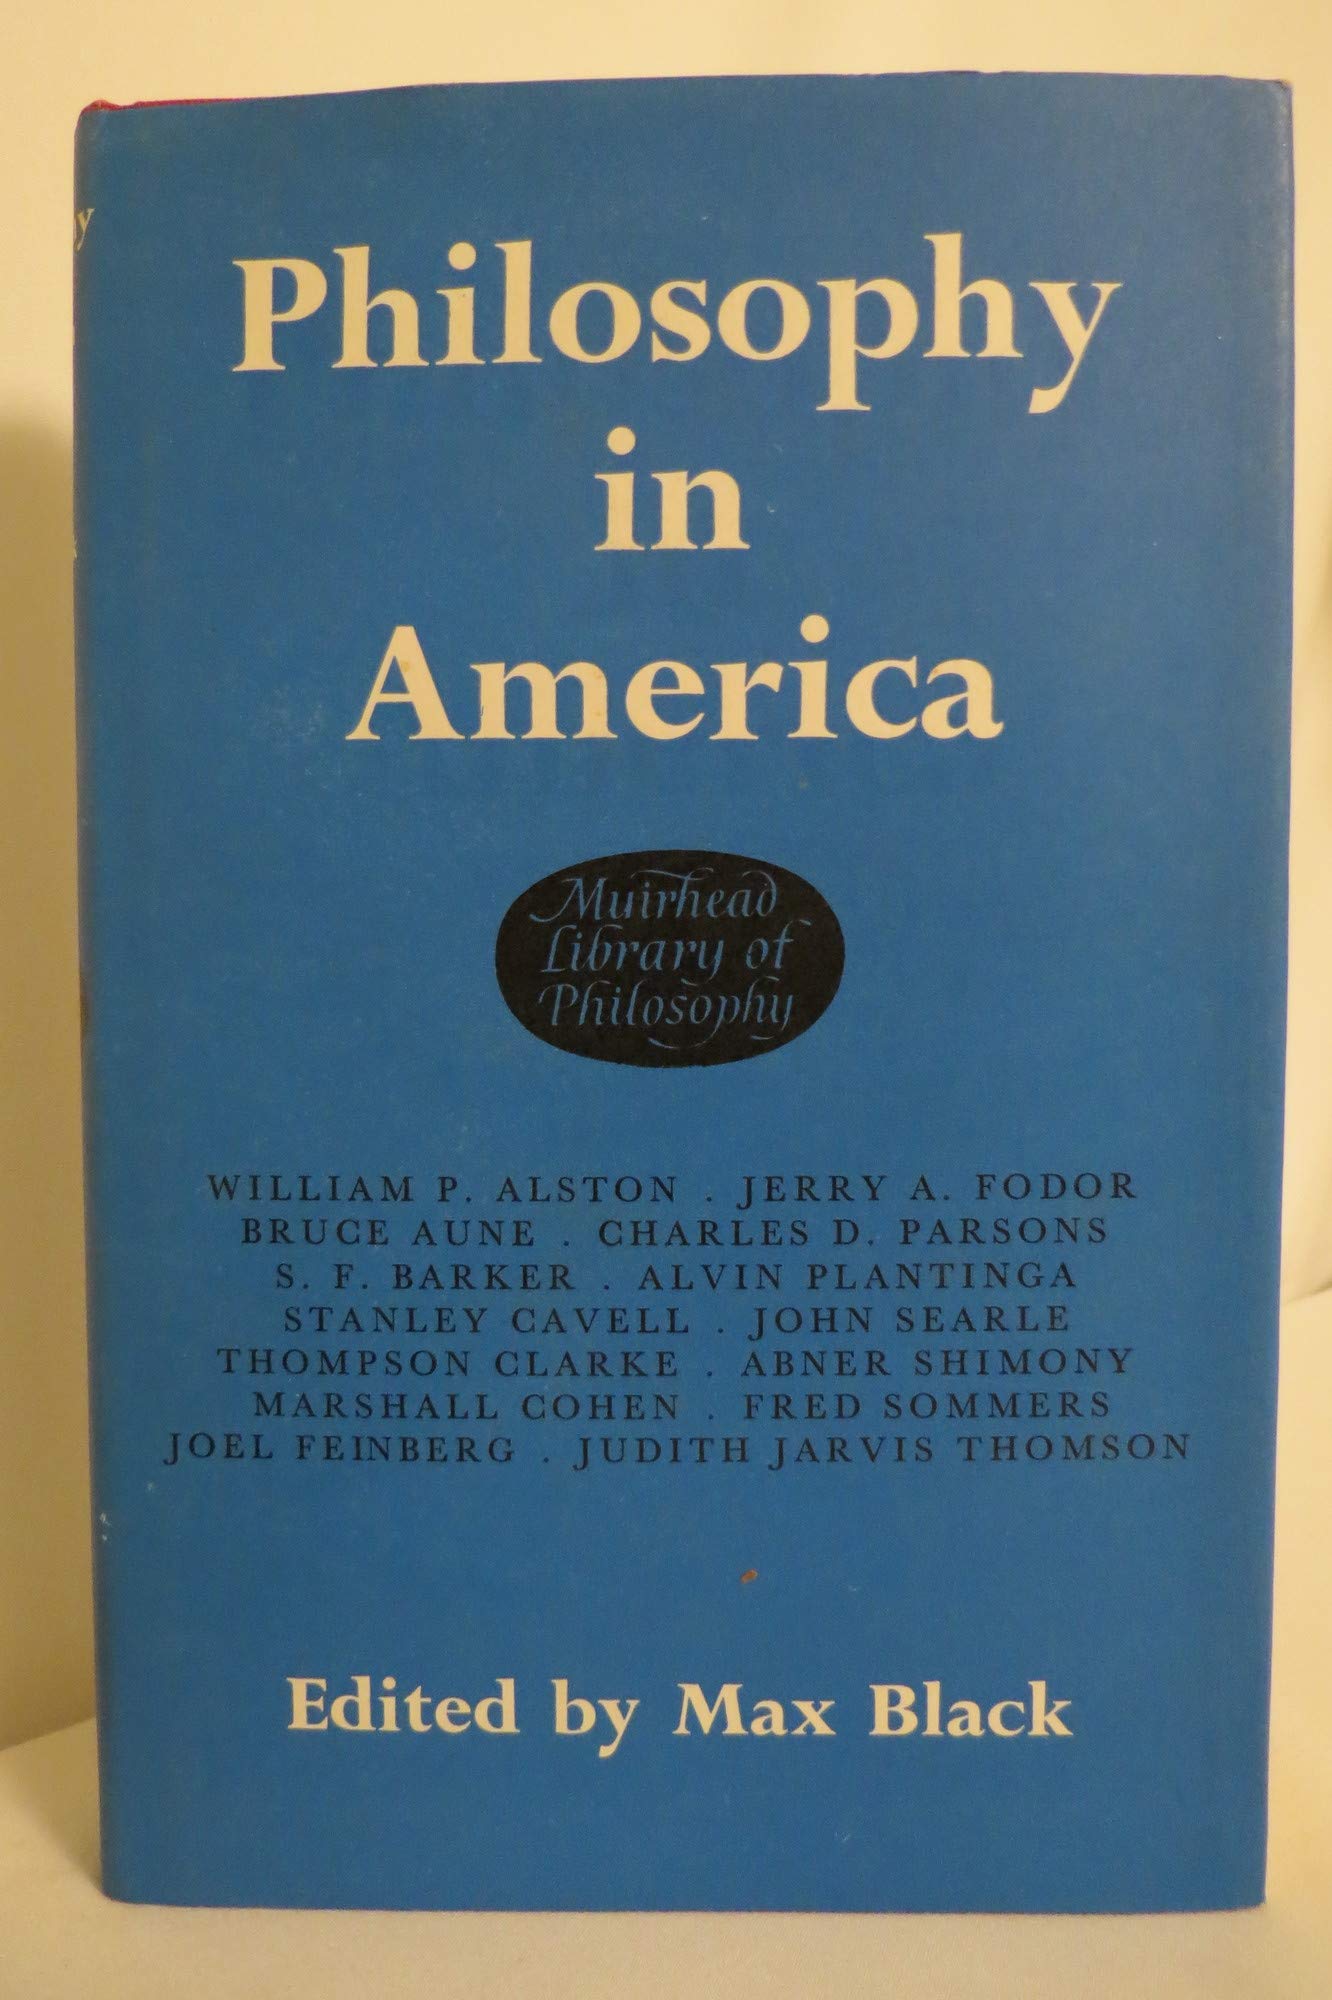 Philosophy
in
America
Muirhead
Library of
Philosophy
WILLIAM P. ALSTON . JERRY A. FODOR
BRUCE AUNE . CHARLES D. PARSONS
S. F. BARKER . ALVIN PLANTINGA
STANLEY CAVELL . JOHN SEARLE
THOMPSON CLARKE . ABNER SHIMONY
MARSHALL COHEN . FRED SOMMERS
JOEL FEINBERG . JUDITH JARVIS THOMSON
Edited by Max Black